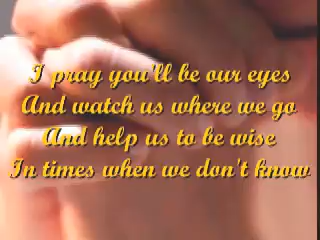 I pray you'll be our eyes
And watch us where we go
And help us to be wise
In times when we don't know